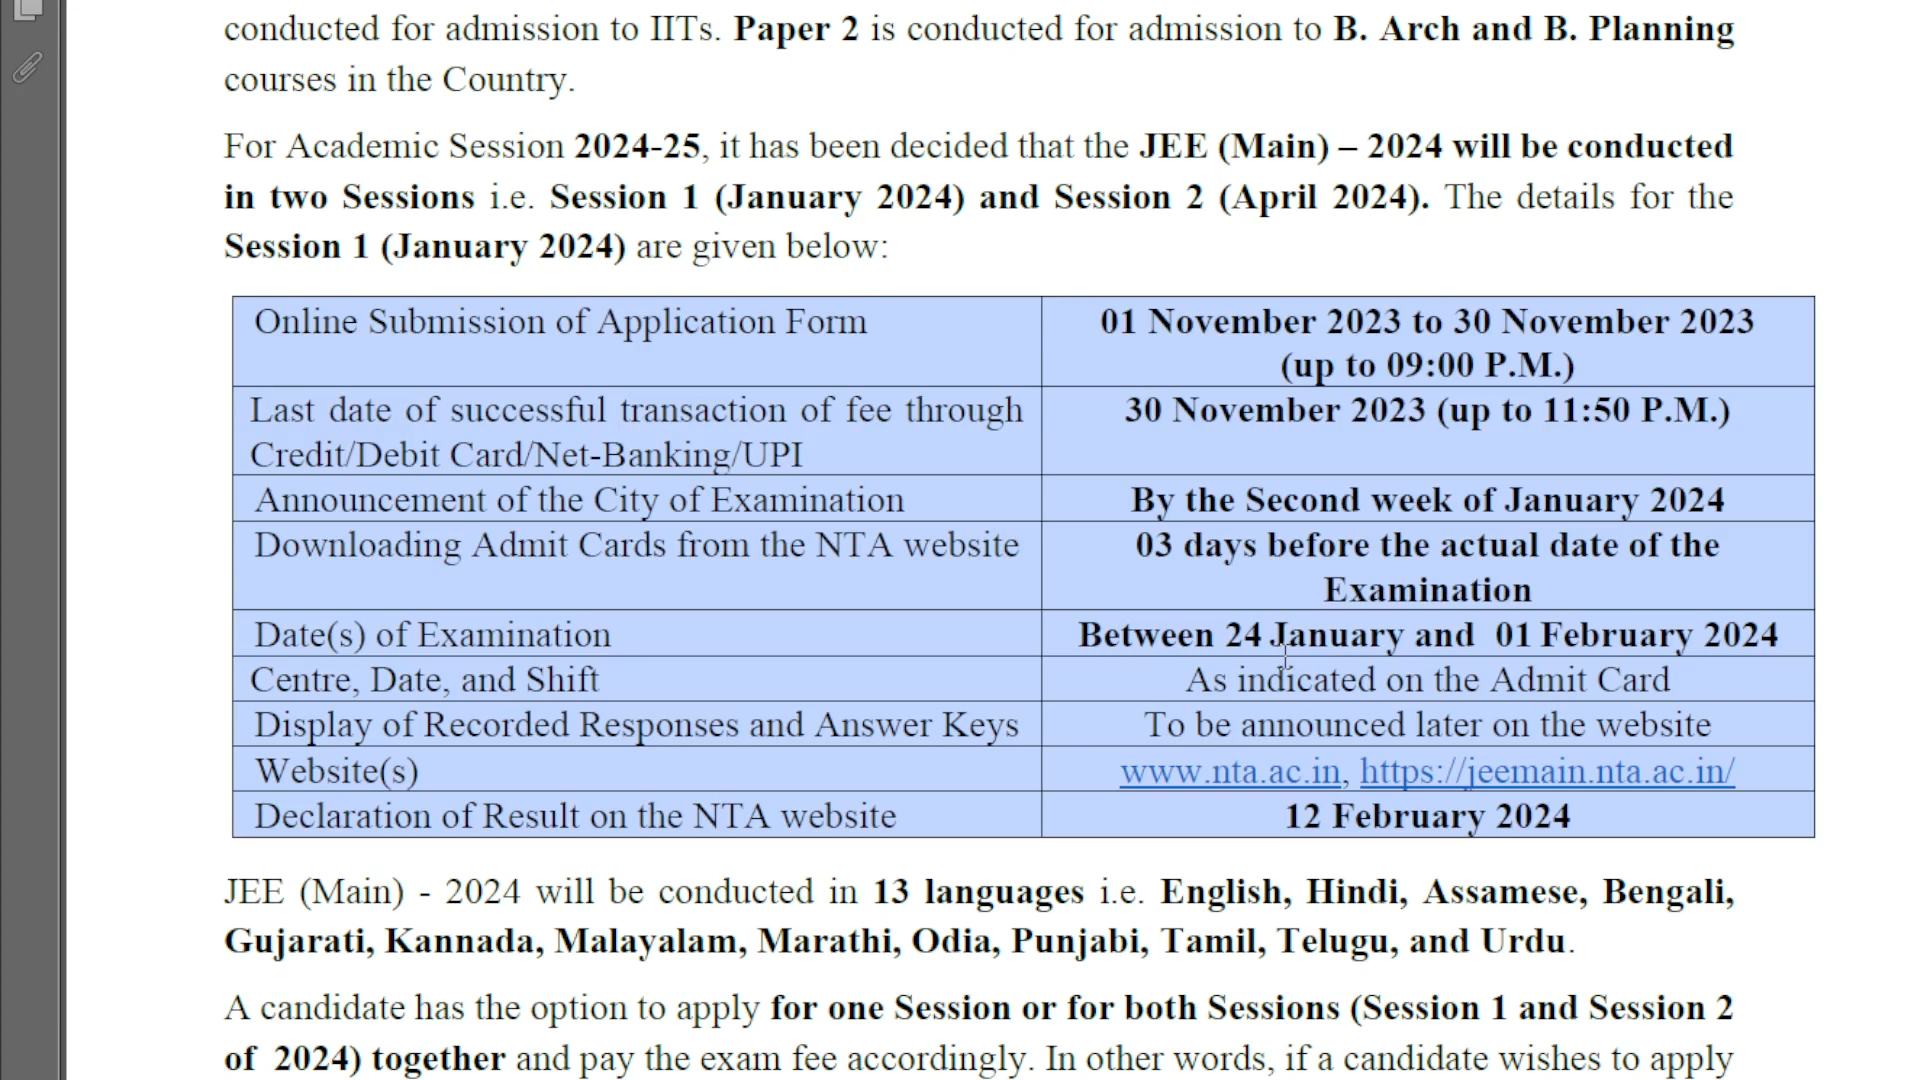 conducted for admission to IITs. Paper 2 is conducted for admission to B. Arch and B. Planning
courses in the Country.
For Academic Session 2024-25, it has been decided that the JEE (Main) – 2024 will be conducted
in two Sessions i.e. Session 1 (January 2024) and Session 2 (April 2024). The details for the
Session 1 (January 2024) are given below:
Online Submission of Application Form
01 November 2023 to 30 November 2023
(up to 09:00 P.M.)
Last date of successful transaction of fee through
Credit/Debit Card/Net-Banking/UPI
30 November 2023 (up to 11:50 P.M.)
Announcement of the City of Examination
By the Second week of January 2024
Downloading Admit Cards from the NTA website
03 days before the actual date of the
Examination
Date(s) of Examination
Between 24 January and 01 February 2024
Centre, Date, and Shift
As indicated on the Admit Card
Display of Recorded Responses and Answer Keys
To be announced later on the website
Website(s)
www.nta.ac.in, https://jeemain.nta.ac.in/
Declaration of Result on the NTA website
12 February 2024
JEE (Main) - 2024 will be conducted in 13 languages i.e. English, Hindi, Assamese, Bengali,
Gujarati, Kannada, Malayalam, Marathi, Odia, Punjabi, Tamil, Telugu, and Urdu.
A candidate has the option to apply for one Session or for both Sessions (Session 1 and Session 2
of 2024) together and pay the exam fee accordingly. In other words, if a candidate wishes to apply